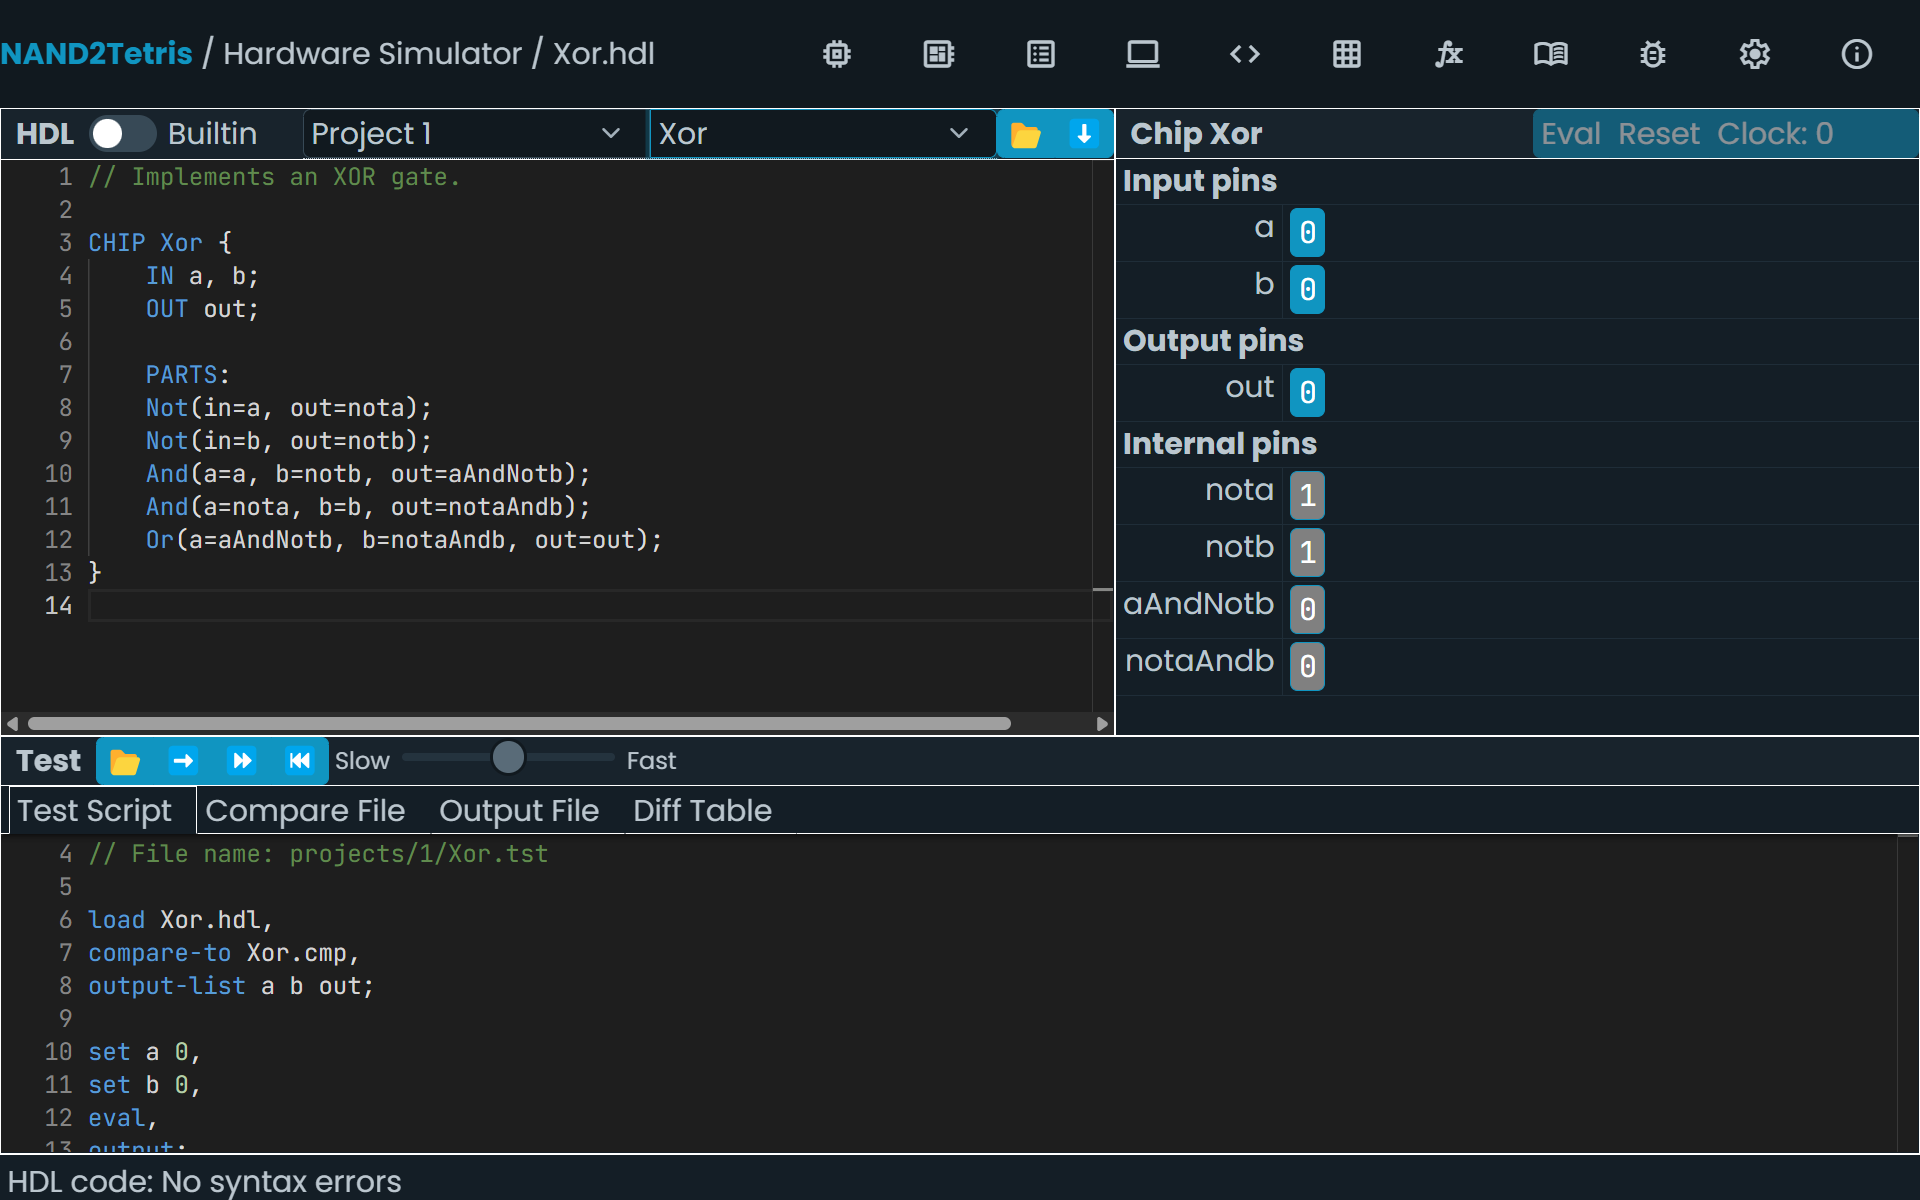 NAND2Tetris / Hardware Simulator / Xor.hdl
HDL Builtin Project 1 Xor
1 // Implements an XOR gate.
2
3 CHIP Xor {
4 IN a, b;
5 OUT out;
6
7 PARTS:
8 Not(in=a, out=nota);
9 Not(in=b, out=notb);
10 And(a=a, b=notb, out=aAndNotb);
11 And(a=nota, b=b, out=notaAndb);
12 Or(a=aAndNotb, b=notaAndb, out=out);
13 }
14
Chip Xor Eval Reset Clock: 0
Input pins
a 0
b 0
Output pins
out 0
Internal pins
nota 1
notb 1
aAndNotb 0
notaAndb 0
Test Slow Fast
Test Script Compare File Output File Diff Table
4 // File name: projects/1/Xor.tst
5
6 load Xor.hdl,
7 compare-to Xor.cmp,
8 output-list a b out;
9
10 set a 0,
11 set b 0,
12 eval,
13 output;
HDL code: No syntax errors